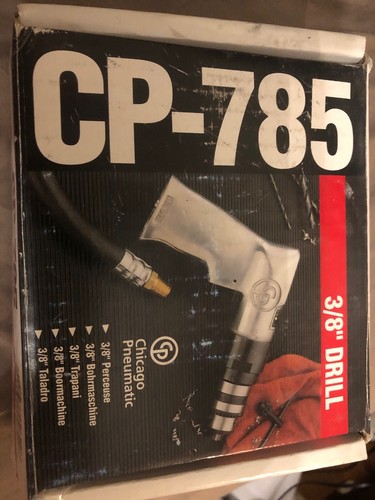 CP-785
3/8" DRILL
CP
Chicago
Pneumatic
3/8" Perceuse
3/8" Bohrmaschine
3/8" Trapani
3/8" Boormachine
3/8" Taladro